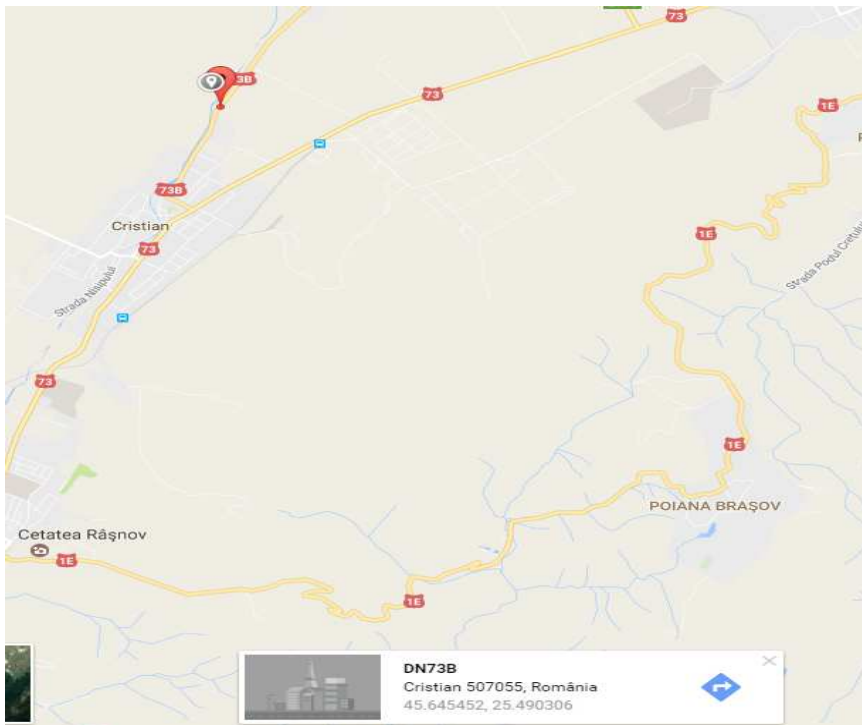 73
73B
1E
73
73B
Cristian
1E
73
Strada Nisipului
Strada Podul Crețului
73
1E
POIANA BRAȘOV
Cetatea Râșnov
1E
1E
DN73B
Cristian 507055, România
45.645452, 25.490306